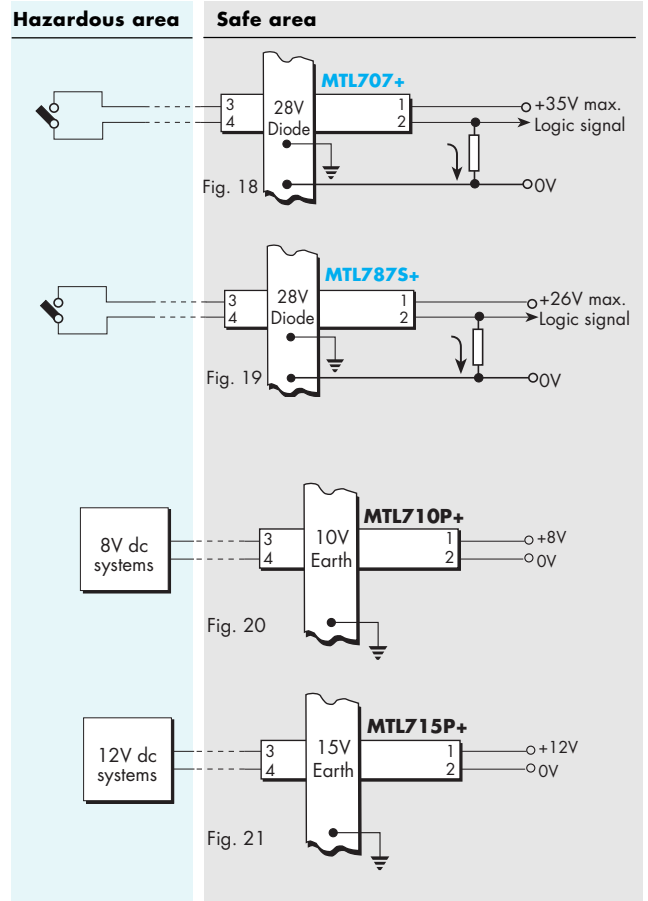 Hazardous area
Safe area
MTL707+
3
4
28V
Diode
1
2
+35V max.
Logic signal
0V
Fig. 18
MTL787S+
3
4
28V
Diode
1
2
+26V max.
Logic signal
0V
Fig. 19
8V dc
systems
MTL710P+
3
4
10V
Earth
1
2
+8V
0V
Fig. 20
12V dc
systems
MTL715P+
3
4
15V
Earth
1
2
+12V
0V
Fig. 21